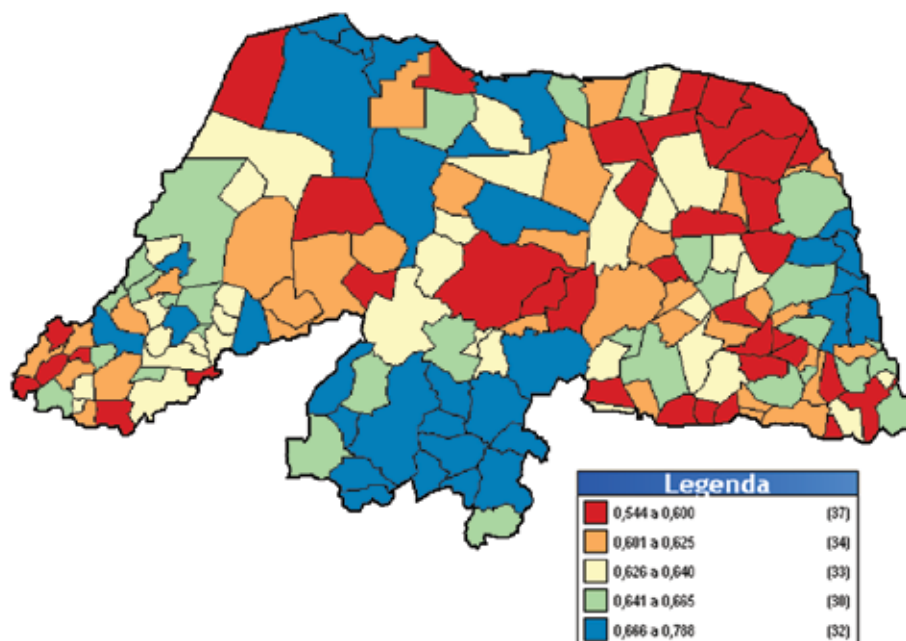 Legenda
0,544 a 0,600 (37)
0,601 a 0,625 (34)
0,626 a 0,640 (33)
0,641 a 0,665 (30)
0,666 a 0,788 (32)